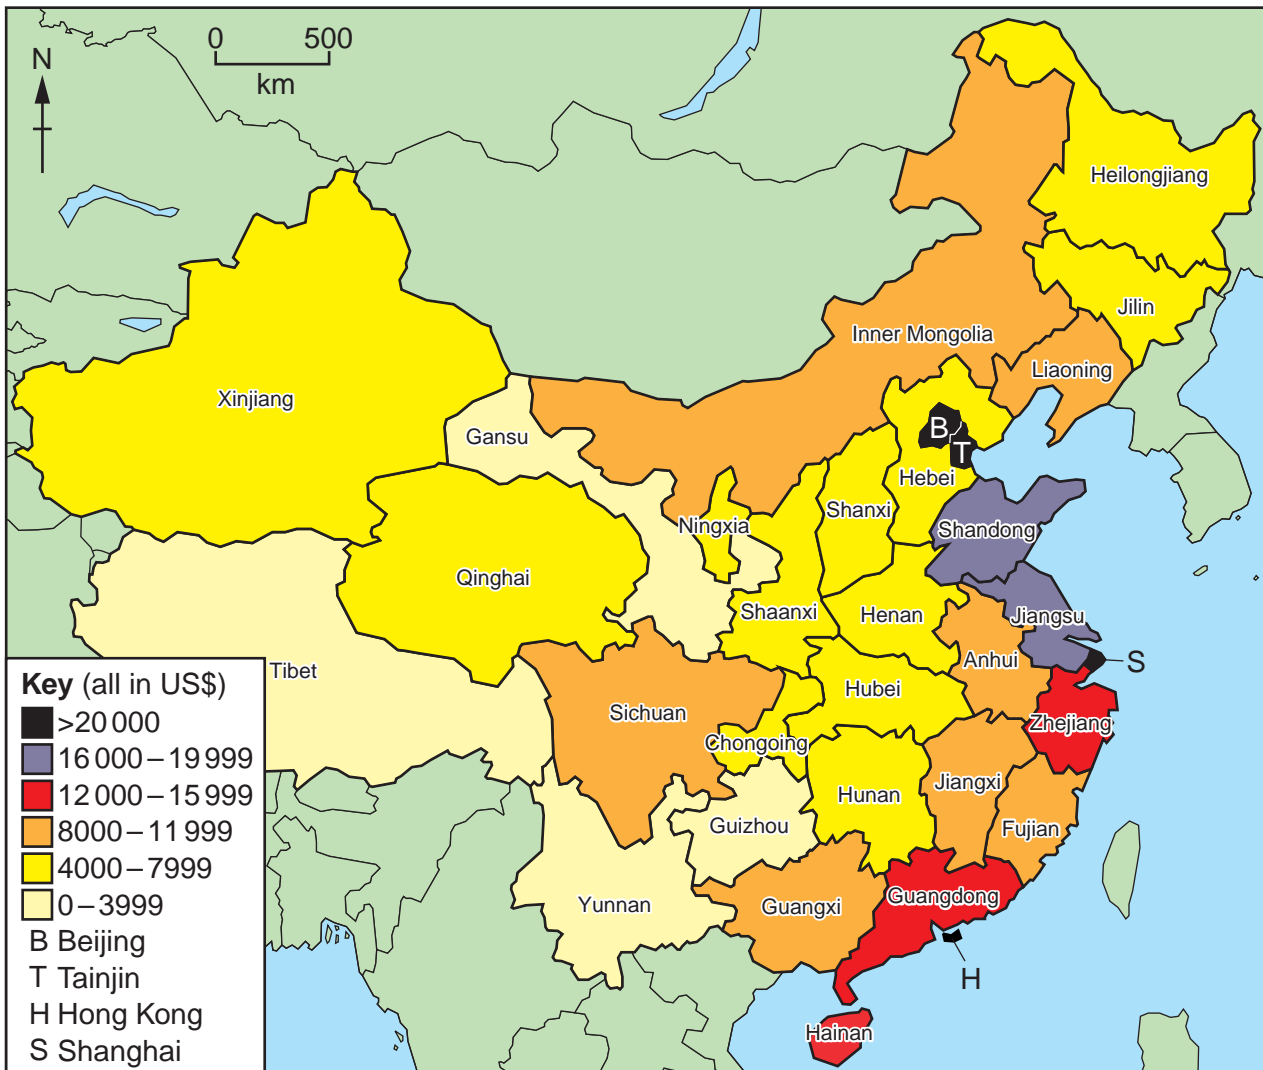 0 500
km
N
Heilongjiang
Jilin
Inner Mongolia
Liaoning
Xinjiang
Gansu
B
T
Hebei
Shanxi
Ningxia
Shandong
Qinghai
Shaanxi
Henan
Jiangsu
Tibet
Anhui
S
Hubei
Sichuan
Zhejiang
Chongoing
Jiangxi
Hunan
Guizhou
Fujian
Yunnan
Guangxi
Guangdong
H
Hainan
Key (all in US$)
>20 000
16 000 – 19 999
12 000 – 15 999
8000 – 11 999
4000 – 7999
0 – 3999
B Beijing
T Tainjin
H Hong Kong
S Shanghai